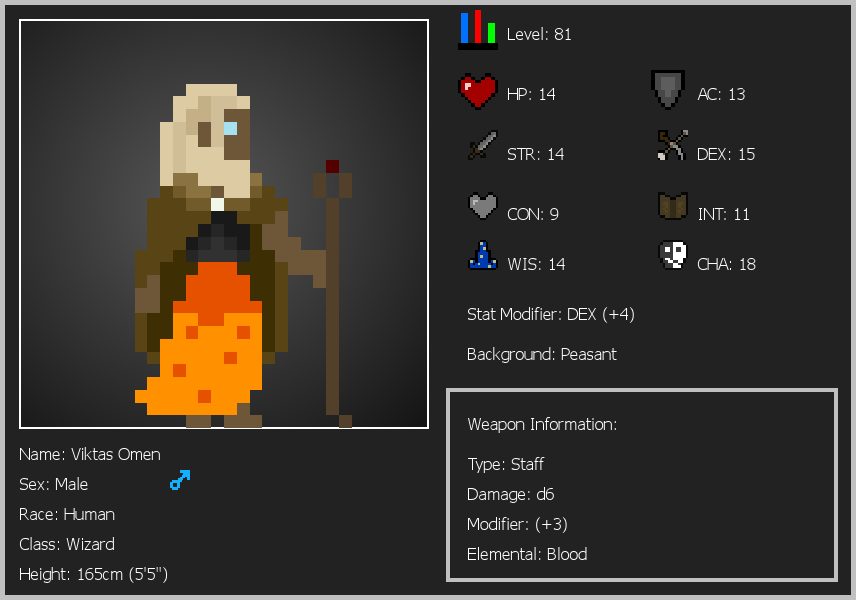 Level: 81
HP: 14
AC: 13
STR: 14
DEX: 15
CON: 9
INT: 11
WIS: 14
CHA: 18
Stat Modifier: DEX (+4)
Background: Peasant
Weapon Information:
Type: Staff
Damage: d6
Modifier: (+3)
Elemental: Blood
Name: Viktas Omen
Sex: Male
Race: Human
Class: Wizard
Height: 165cm (5'5")